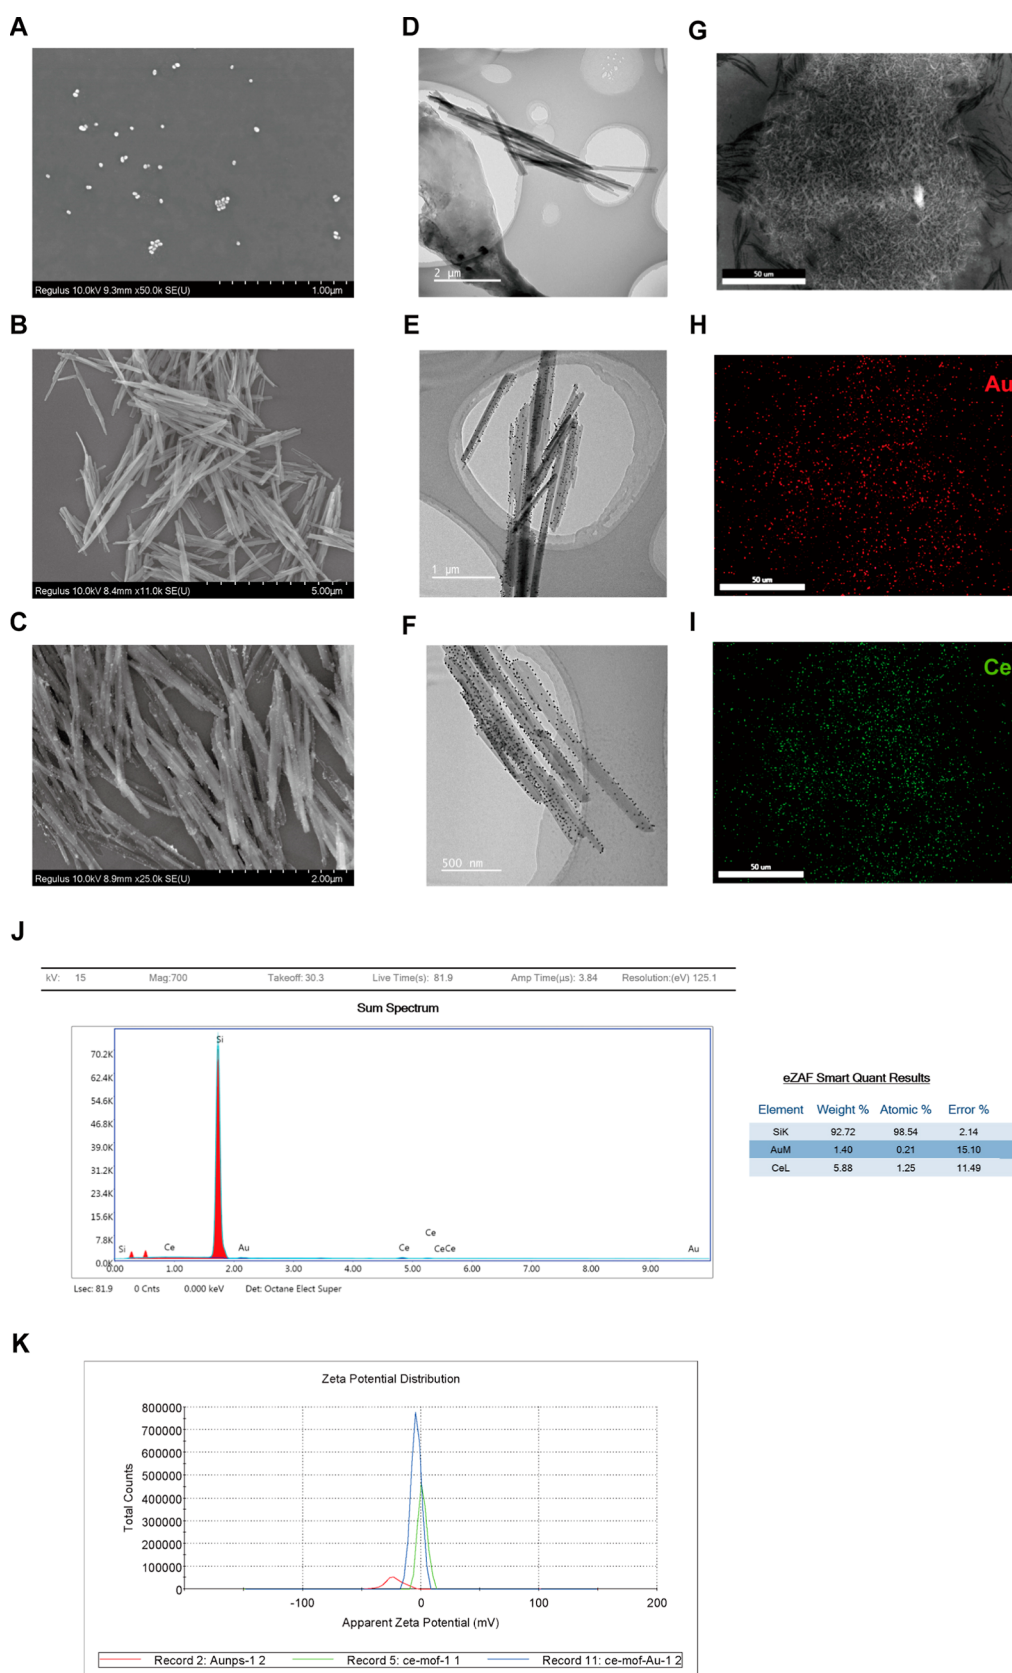 A
D
G
Regulus 10.0kV 9.3mm x50.0k SE(U) 1.00µm
2 µm
50 um
B
E
H
Au
Regulus 10.0kV 8.4mm x11.0k SE(U) 5.00µm
1 µm
50 um
C
F
I
Ce
Regulus 10.0kV 8.9mm x25.0k SE(U) 2.00µm
500 nm
50 um
J
kV: 15 Mag:700 Takeoff: 30.3 Live Time(s): 81.9 Amp Time(µs): 3.84 Resolution:(eV) 125.1
Sum Spectrum
Si
70.2K
62.4K
54.6K
46.8K
39.0K
31.2K
23.4K
15.6K
7.8K
0.0K
Si Ce Au Ce Ce CeCe Au
0.00 1.00 2.00 3.00 4.00 5.00 6.00 7.00 8.00 9.00
Lsec: 81.9 0 Cnts 0.000 keV Det: Octane Elect Super
eZAF Smart Quant Results
Element Weight % Atomic % Error %
SiK 92.72 98.54 2.14
AuM 1.40 0.21 15.10
CeL 5.88 1.25 11.49
K
Zeta Potential Distribution
Total Counts
800000
700000
600000
500000
400000
300000
200000
100000
0
-100 0 100 200
Apparent Zeta Potential (mV)
Record 2: Aunps-1 2 Record 5: ce-mof-1 1 Record 11: ce-mof-Au-1 2